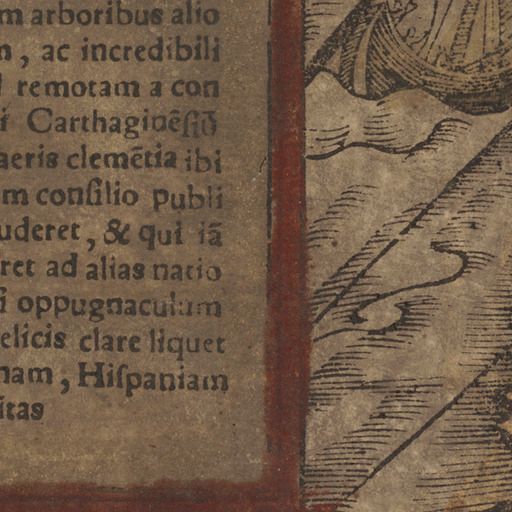 m arboribus alio
m, ac incredibili
remotam a con
i Carthaginẽſiũ
aeris clemẽtia ibi
m conſilio publi
uderet, & qui iã
ret ad alias natio
ſi oppugnaculum
elicis clare liquet
nam, Hiſpaniam
itas